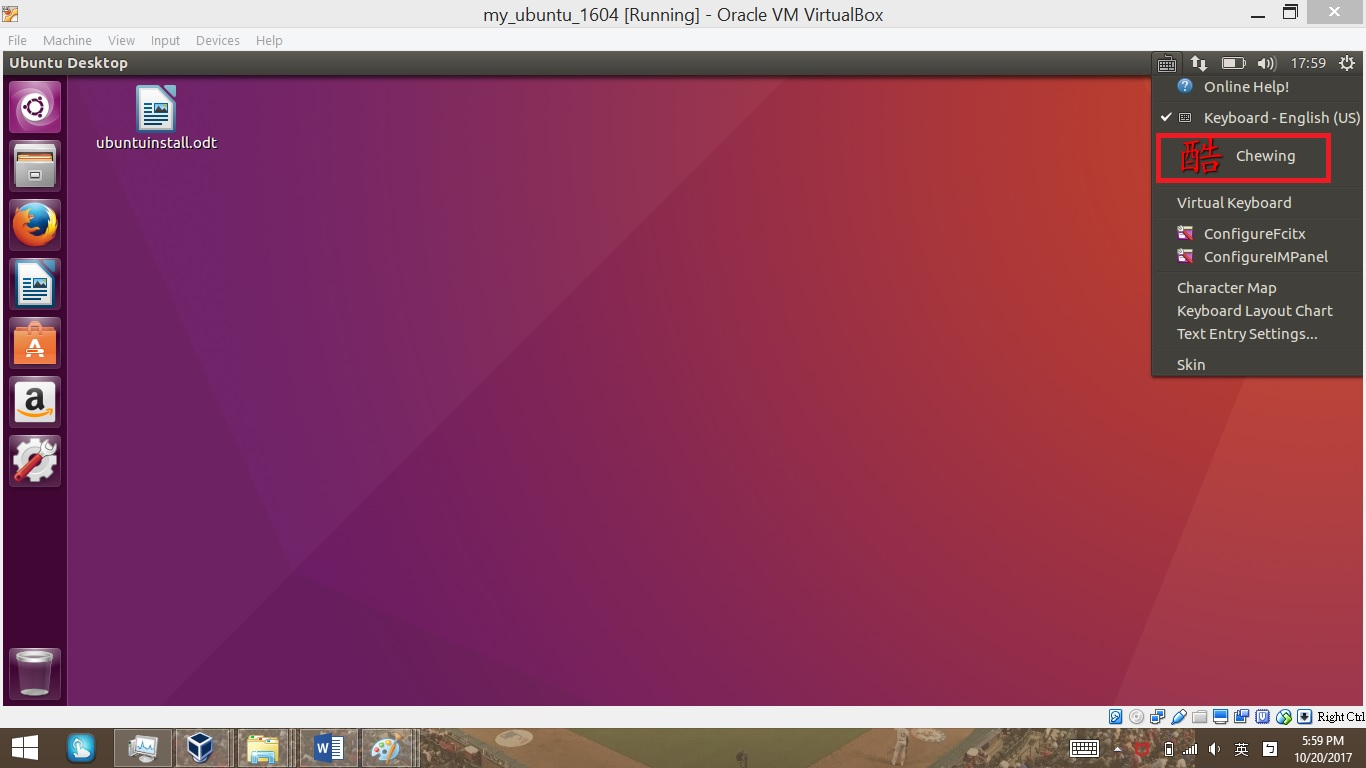 my_ubuntu_1604 [Running] - Oracle VM VirtualBox
File Machine View Input Devices Help
Ubuntu Desktop
17:59
ubuntuinstall.odt
Online Help!
Keyboard - English (US)
酷 Chewing
Virtual Keyboard
ConfigureFcitx
ConfigureIMPanel
Character Map
Keyboard Layout Chart
Text Entry Settings...
Skin
Right Ctrl
英 ㄗ
5:59 PM
10/20/2017